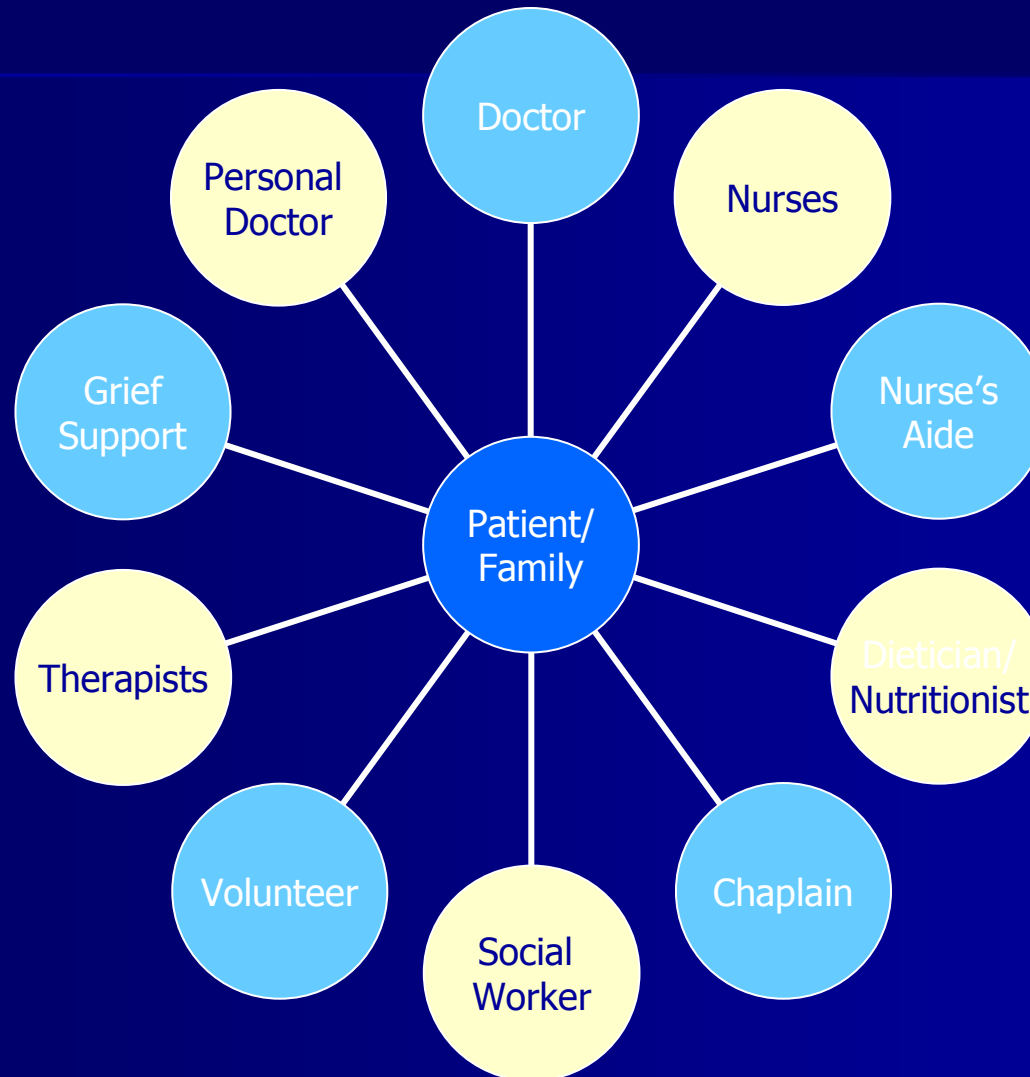 Doctor
Personal
Doctor
Nurses
Grief
Support
Nurse’s
Aide
Patient/
Family
Therapists
Dietician/
Nutritionist
Volunteer
Chaplain
Social
Worker